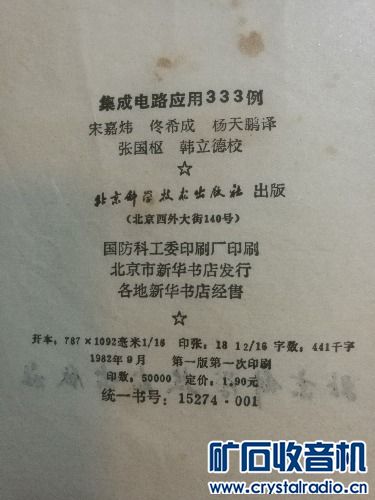 集成电路应用333例
宋嘉炜 佟希成 杨天鹏译
张国枢 韩立德校
☆
北京科学技术出版社 出版
(北京西外大街140号)
国防科工委印刷厂印刷
北京市新华书店发行
各地新华书店经售
☆
开本:787×1092毫米1/16 印张:18 12/16 字数:441千字
1982年9月 第一版第一次印刷
印数:50000 定价:1.90元
统一书号:15274·001
矿石收音机
www.crystalradio.cn